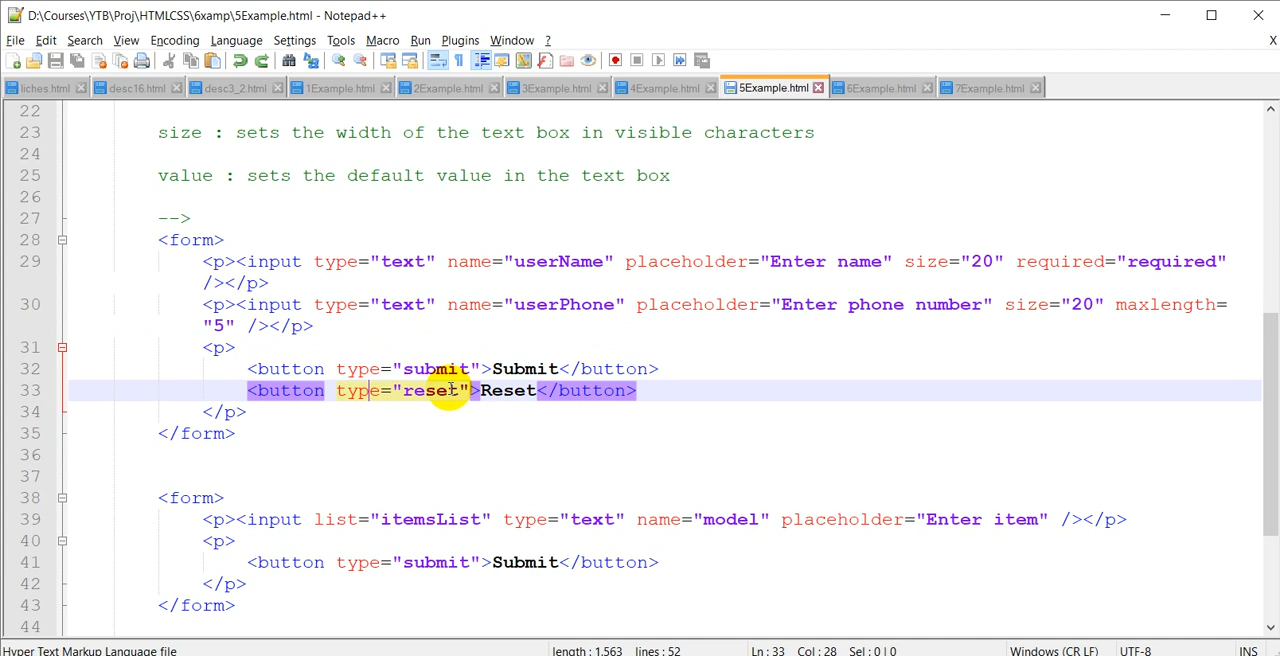 D:\Courses\YTB\Proj\HTMLCSS\6xamp\5Example.html - Notepad++
File Edit Search View Encoding Language Settings Tools Macro Run Plugins Window ? X
liches.html desc16.html desc3_2.html 1Example.html 2Example.html 3Example.html 4Example.html 5Example.html 6Example.html 7Example.html
22
23 size : sets the width of the text box in visible characters
24
25 value : sets the default value in the text box
26
27 -->
28 <form>
29 <p><input type="text" name="userName" placeholder="Enter name" size="20" required="required"
/></p>
30 <p><input type="text" name="userPhone" placeholder="Enter phone number" size="20" maxlength=
"5" /></p>
31 <p>
32 <button type="submit">Submit</button>
33 <button type="reset">Reset</button>
34 </p>
35 </form>
36
37
38 <form>
39 <p><input list="itemsList" type="text" name="model" placeholder="Enter item" /></p>
40 <p>
41 <button type="submit">Submit</button>
42 </p>
43 </form>
44
Hyper Text Markup Language file length : 1,563 lines : 52 Ln : 33 Col : 28 Sel : 0 | 0 Windows (CR LF) UTF-8 INS